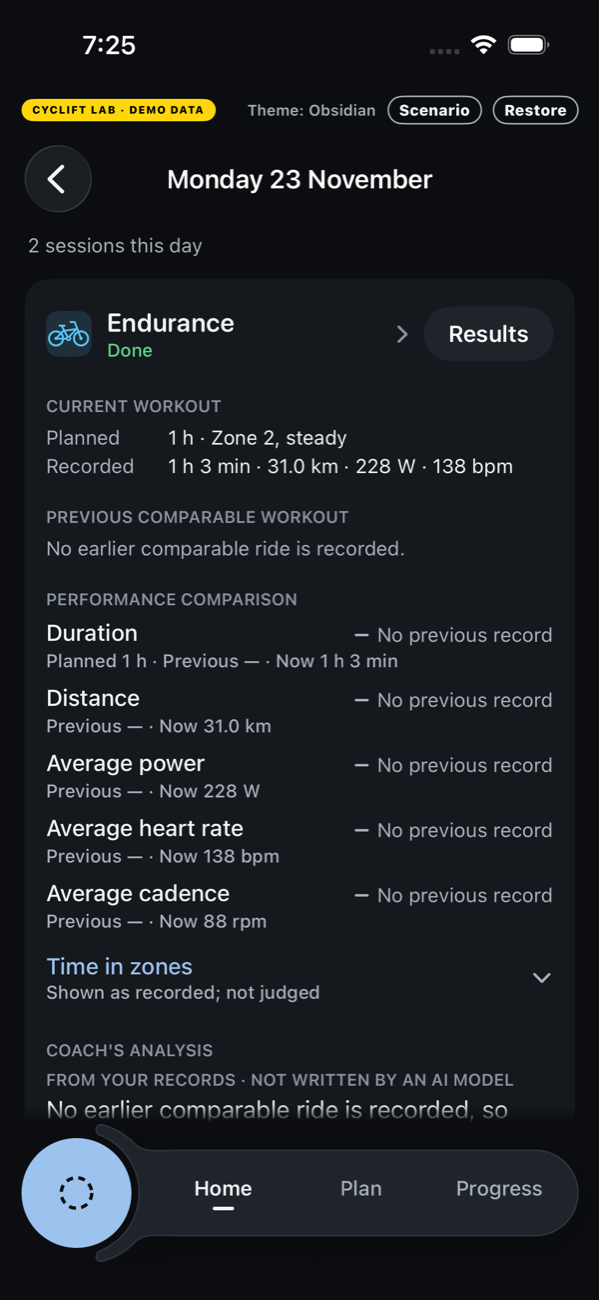 7:25
CYCLIFT LAB · DEMO DATA
Theme: Obsidian
Scenario
Restore
Monday 23 November
2 sessions this day
Endurance
Done
Results
CURRENT WORKOUT
Planned 1 h · Zone 2, steady
Recorded 1 h 3 min · 31.0 km · 228 W · 138 bpm
PREVIOUS COMPARABLE WORKOUT
No earlier comparable ride is recorded.
PERFORMANCE COMPARISON
Duration — No previous record
Planned 1 h · Previous — · Now 1 h 3 min
Distance — No previous record
Previous — · Now 31.0 km
Average power — No previous record
Previous — · Now 228 W
Average heart rate — No previous record
Previous — · Now 138 bpm
Average cadence — No previous record
Previous — · Now 88 rpm
Time in zones
Shown as recorded; not judged
COACH'S ANALYSIS
FROM YOUR RECORDS · NOT WRITTEN BY AN AI MODEL
No earlier comparable ride is recorded, so
Home
Plan
Progress